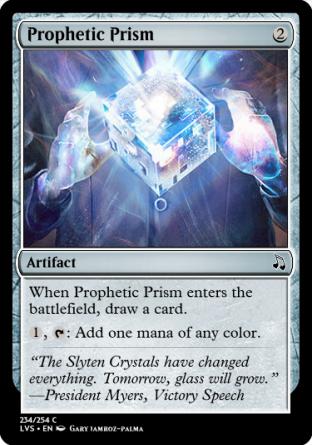 Prophetic Prism 2
Artifact
When Prophetic Prism enters the
battlefield, draw a card.
1, : Add one mana of any color.
"The Slyten Crystals have changed
everything. Tomorrow, glass will grow."
—President Myers, Victory Speech
234/254 C
LVS • EN Gary Jamroz-Palma